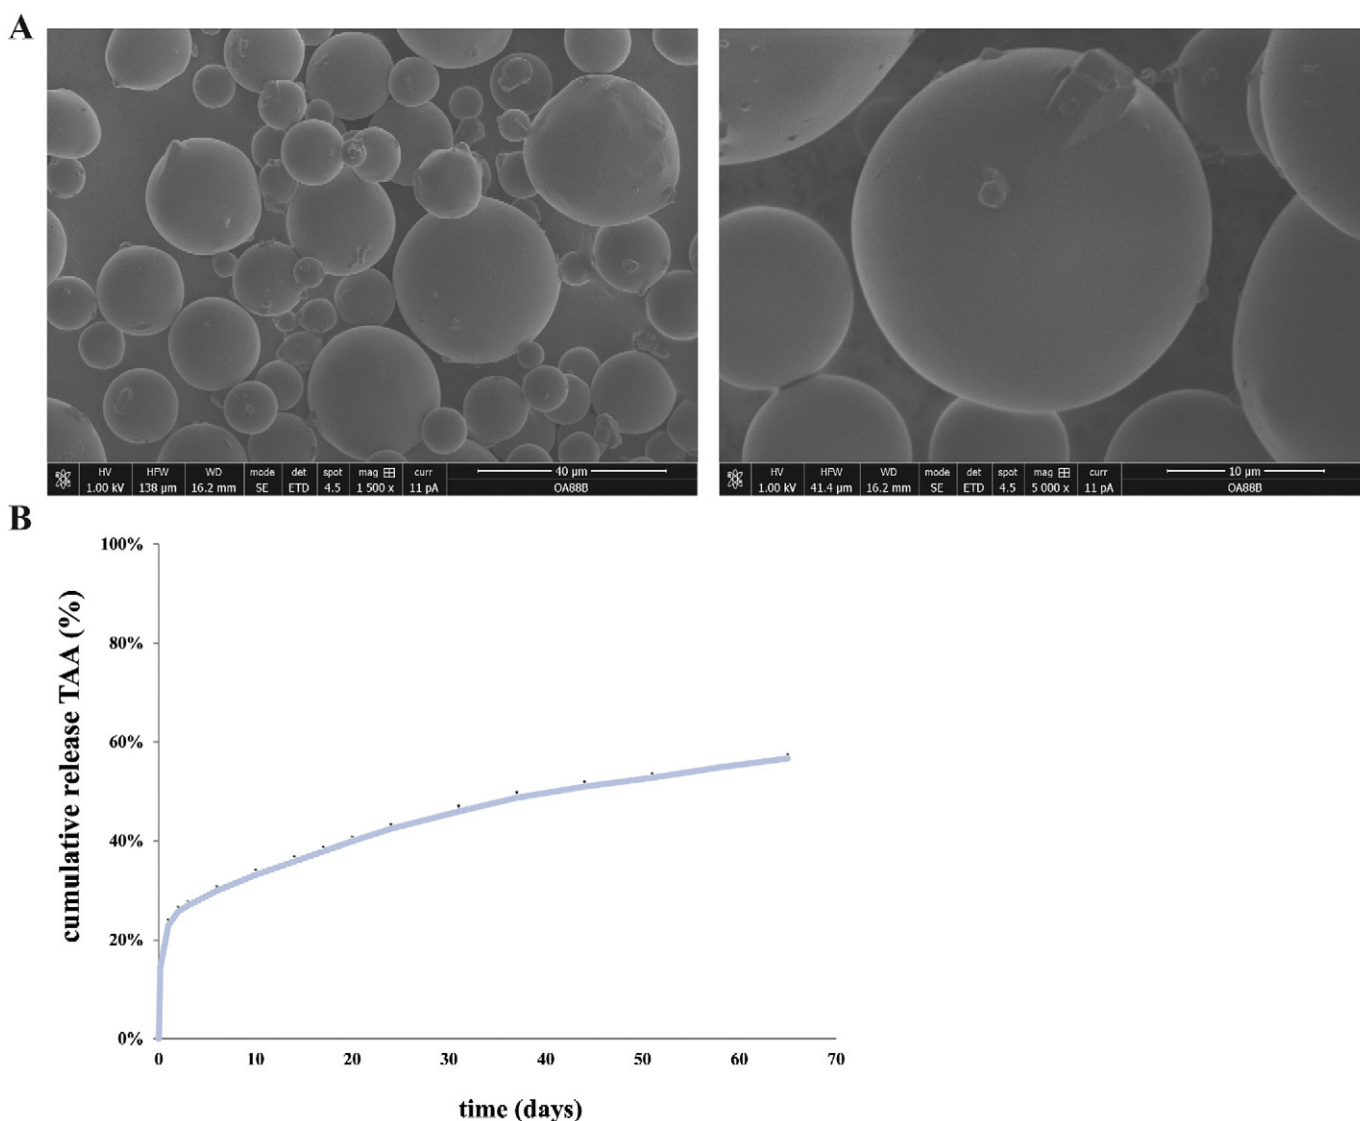 A
HV HFW WD mode det spot mag curr 40 µm
1.00 kV 138 µm 16.2 mm SE ETD 4.5 1 500 x 11 pA OA88B
HV HFW WD mode det spot mag curr 10 µm
1.00 kV 41.4 µm 16.2 mm SE ETD 4.5 5 000 x 11 pA OA88B
B
cumulative release TAA (%)
100%
80%
60%
40%
20%
0%
0 10 20 30 40 50 60 70
time (days)